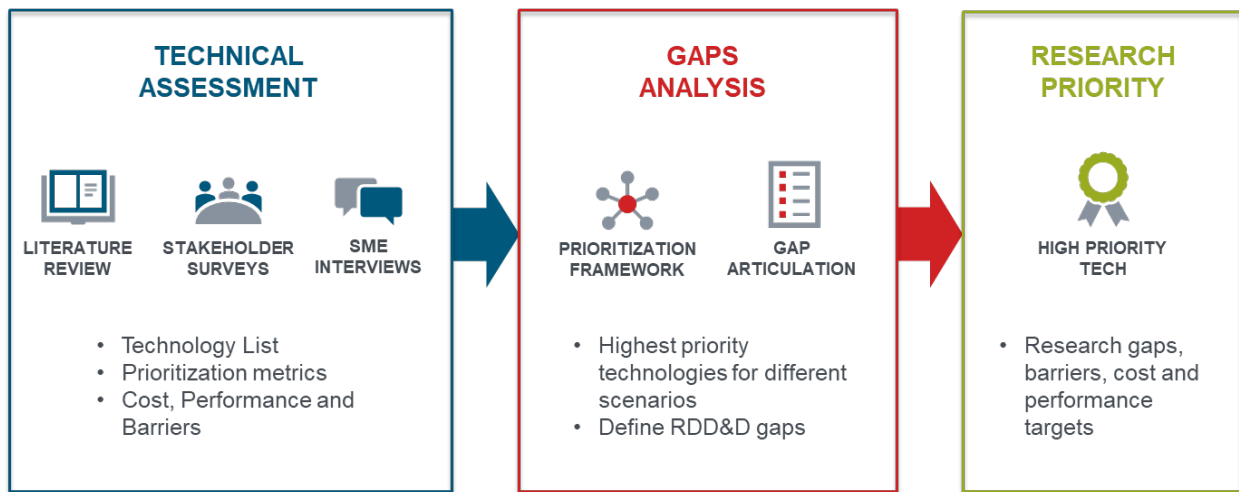 TECHNICAL
ASSESSMENT
LITERATURE
REVIEW
STAKEHOLDER
SURVEYS
SME
INTERVIEWS
• Technology List
• Prioritization metrics
• Cost, Performance and
Barriers
GAPS
ANALYSIS
PRIORITIZATION
FRAMEWORK
GAP
ARTICULATION
• Highest priority
technologies for different
scenarios
• Define RDD&D gaps
RESEARCH
PRIORITY
HIGH PRIORITY
TECH
• Research gaps,
barriers, cost and
performance
targets